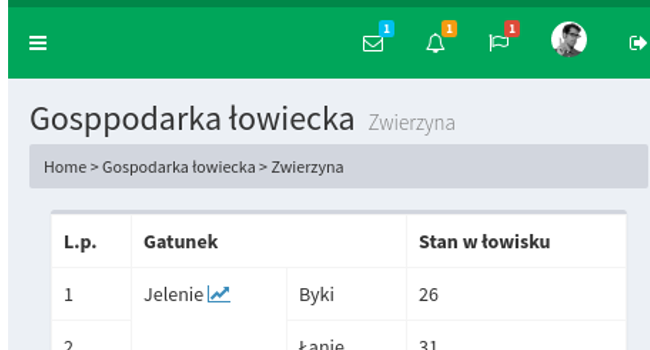 1 1 1
Gosppodarka łowiecka Zwierzyna
Home > Gospodarka łowiecka > Zwierzyna
L.p. Gatunek Stan w łowisku
1 Jelenie Byki 26
2 Łanie 31